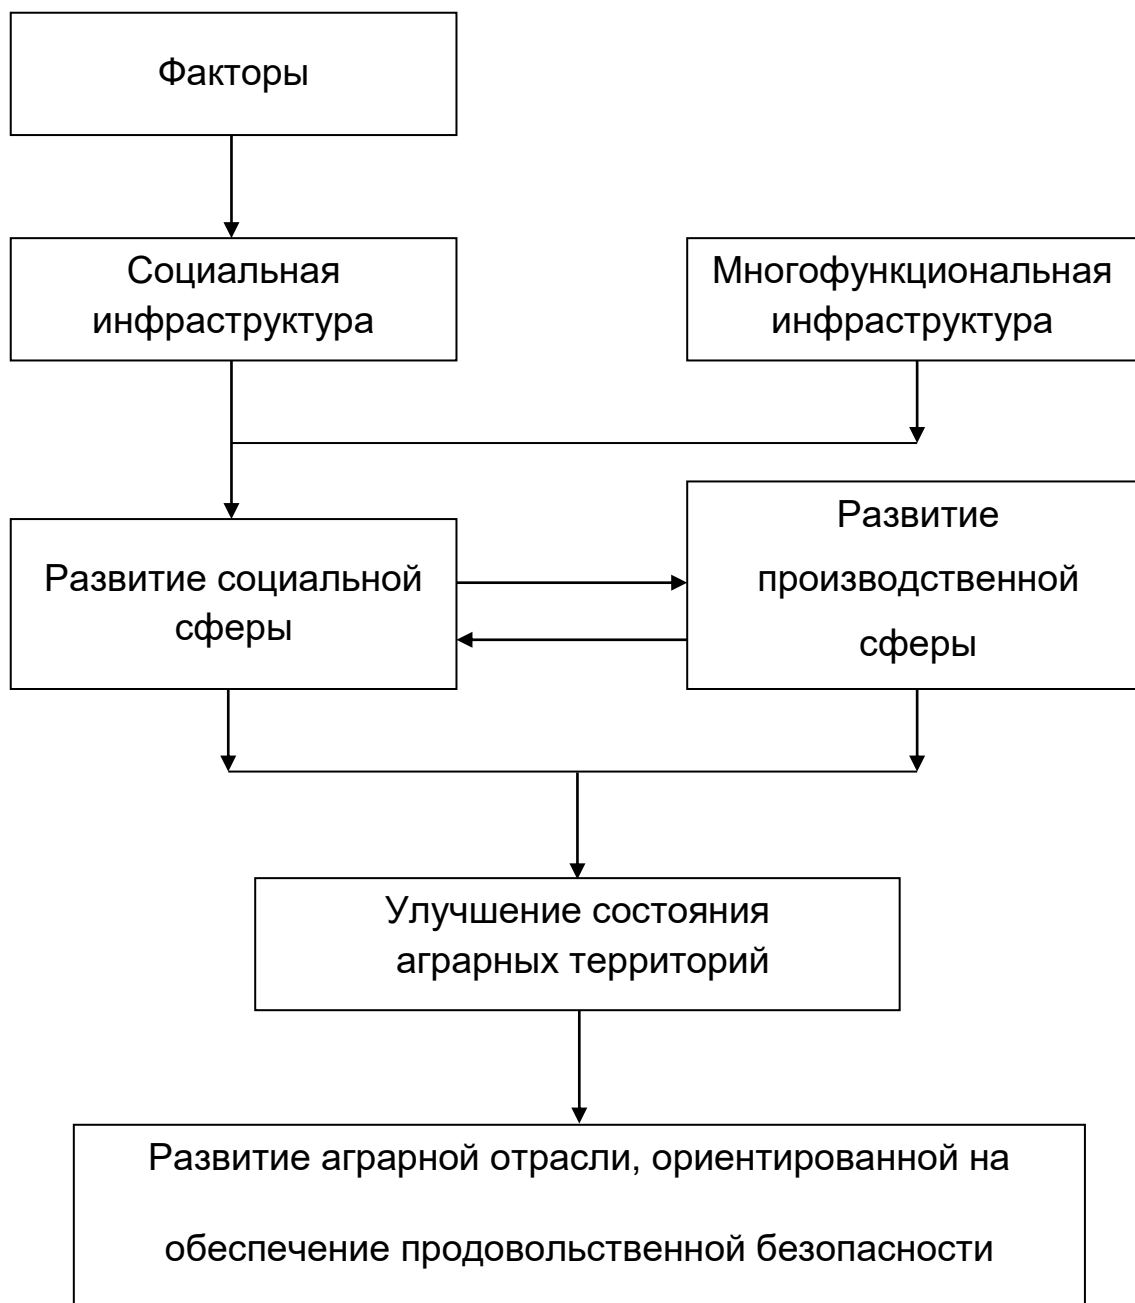 Факторы
Социальная
инфраструктура
Многофункциональная
инфраструктура
Развитие социальной
сферы
Развитие
производственной
сферы
Улучшение состояния
аграрных территорий
Развитие аграрной отрасли, ориентированной на
обеспечение продовольственной безопасности